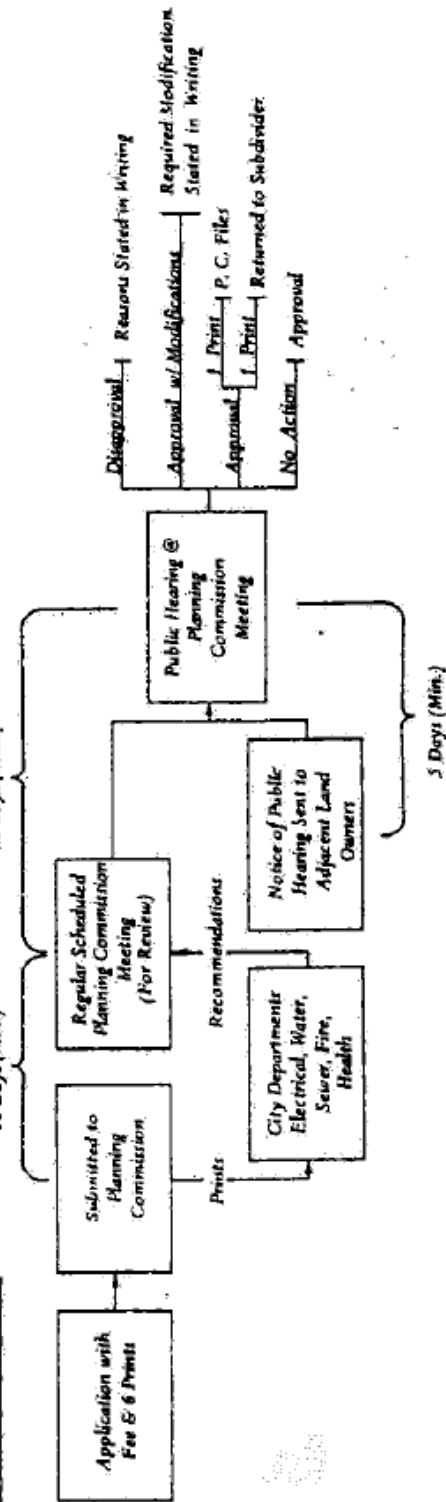 Application with
Fee & 6 Prints
Submitted to
Planning
Commission
Prints
City Departments
Electrical, Water,
Sewer, Fire,
Health
Recommendations
Regular Scheduled
Planning Commission
Meeting
(For Review)
Notice of Public
Hearing Sent to
Adjacent Land
Owners
5 Days (Min.)
Public Hearing @
Planning
Commission
Meeting
Disapproval
Reasons Stated in Writing
Approval w/ Modifications
Required Modification
Stated in Writing
Approval
1 Print
P. C. Files
1 Print
Returned to Subdivider
No Action
Approval